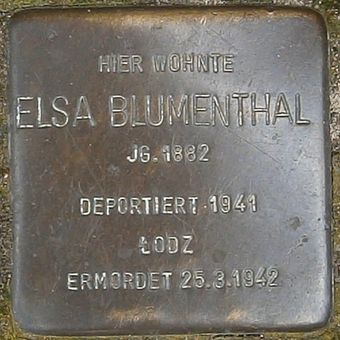 HIER WOHNTE
ELSA BLUMENTHAL
JG. 1882
DEPORTIERT 1941
ŁODZ
ERMORDET 25.3.1942